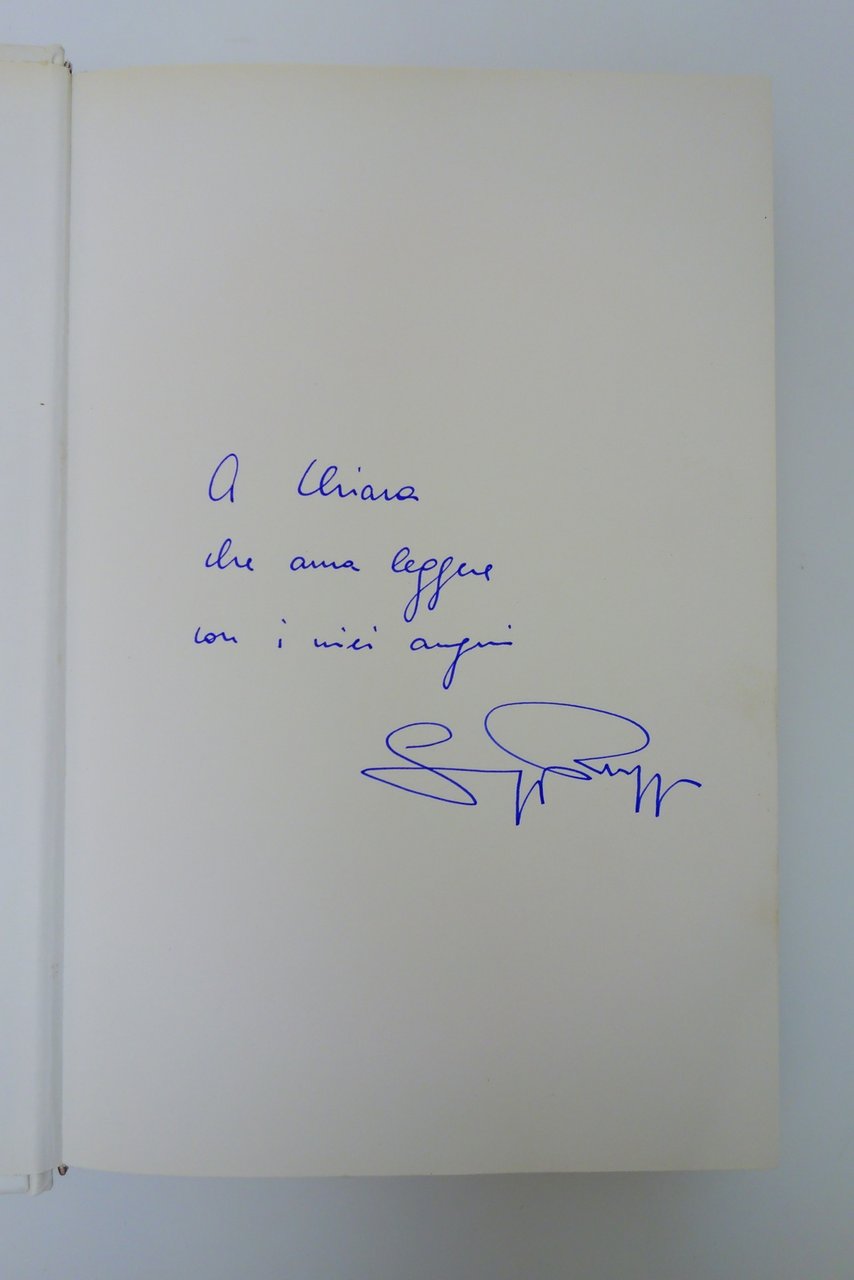 A Chiara
che ama leggere
con i miei auguri